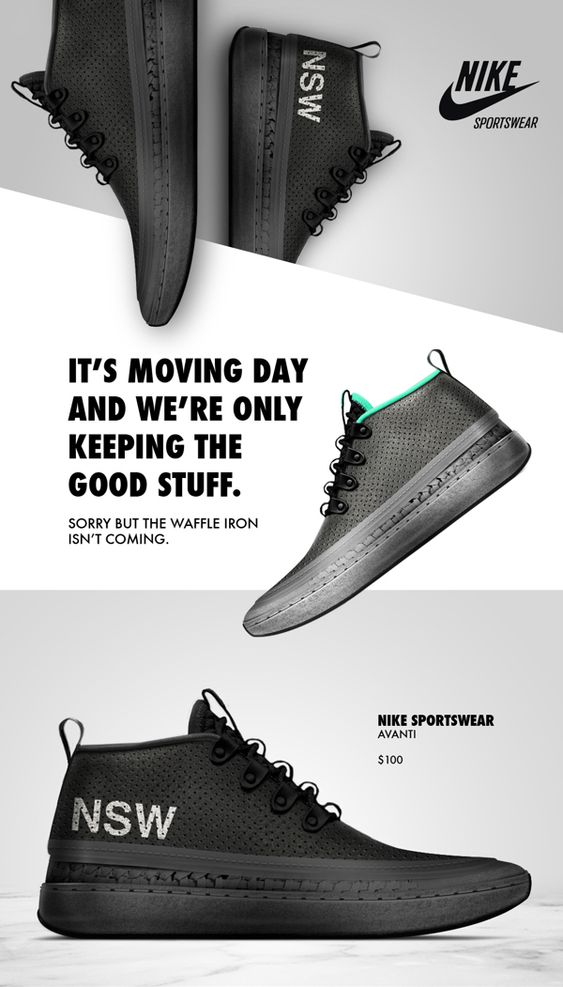 NSW
NIKE
SPORTSWEAR
IT'S MOVING DAY
AND WE'RE ONLY
KEEPING THE
GOOD STUFF.
SORRY BUT THE WAFFLE IRON
ISN'T COMING.
NIKE SPORTSWEAR
AVANTI
$100
NSW